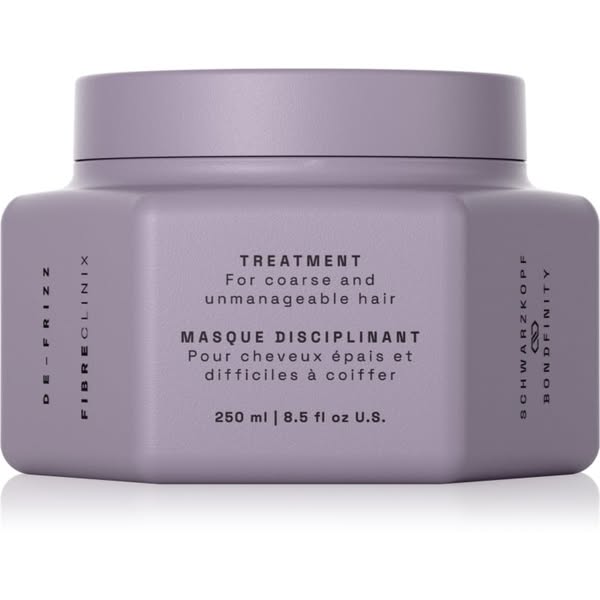 DE–FRIZZ
FIBRECLINIX
TREATMENT
For coarse and
unmanageable hair
MASQUE DISCIPLINANT
Pour cheveux épais et
difficiles à coiffer
250 ml | 8.5 fl oz U.S.
SCHWARZKOPF
BONDFINITY